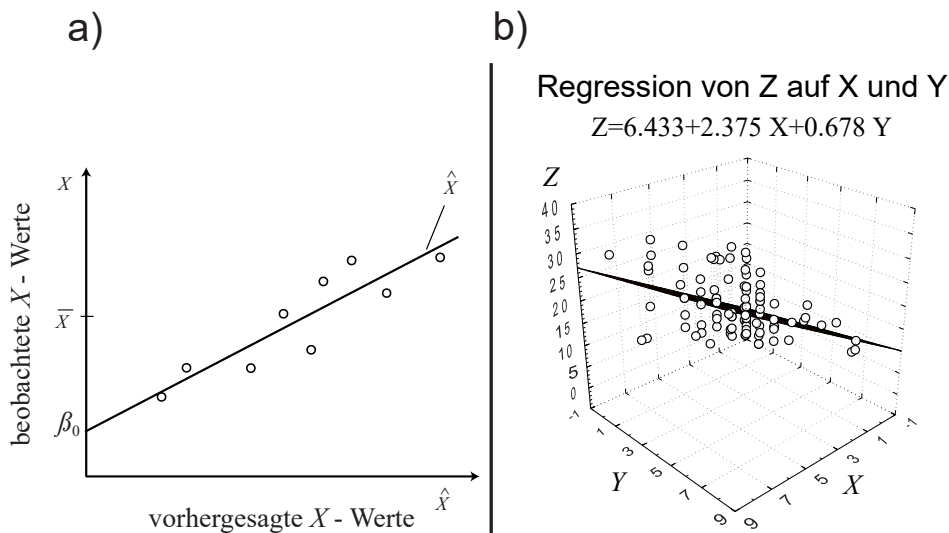 a)
X
beobachtete X - Werte
X̄
β₀
X̂
X̂
vorhergesagte X - Werte
b)
Regression von Z auf X und Y
Z=6.433+2.375 X+0.678 Y
Z
40
35
30
25
20
15
10
5
0
-1
1
3
5
7
9
Y
-1
1
3
5
7
9
X